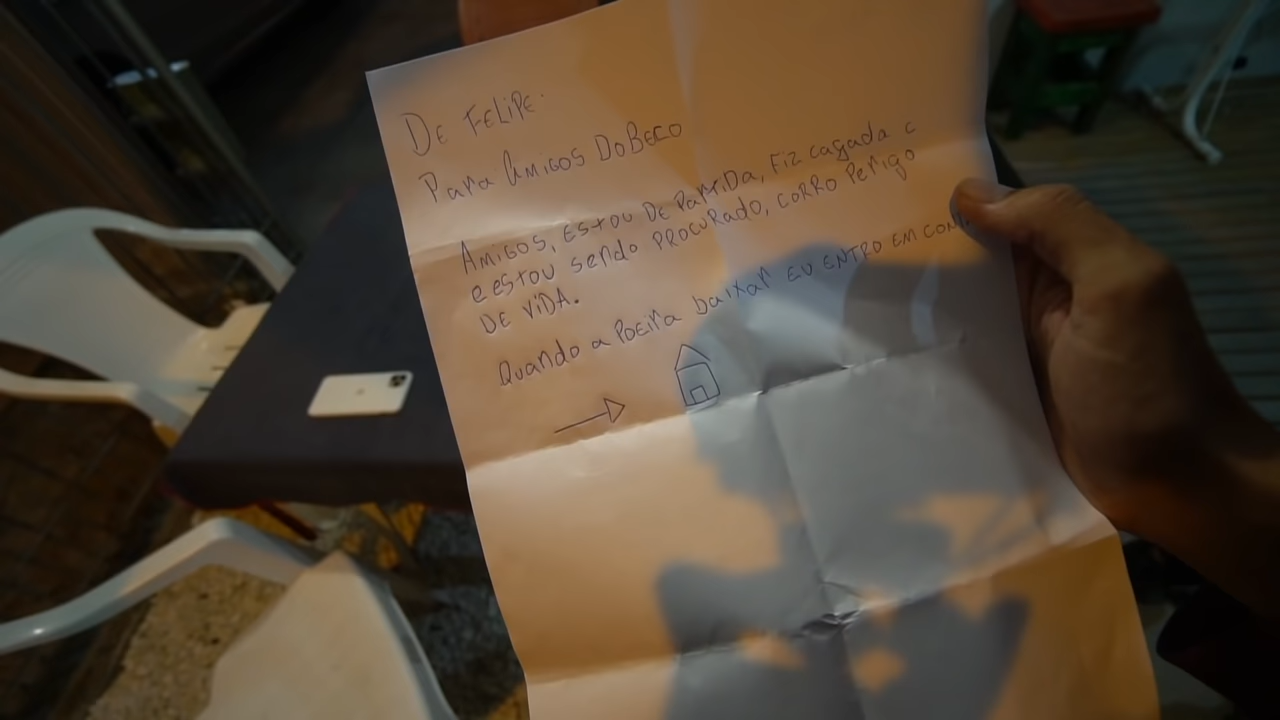 DE FELIPE.
Para Amigos DO BECO
Amigos, ESTOU DE PARTIDA, FIZ cagada c
e estou sendo PROCURADO, CORRO Perigo
DE VIDA.
Quando a POEIRA baixar EU ENTRO EM